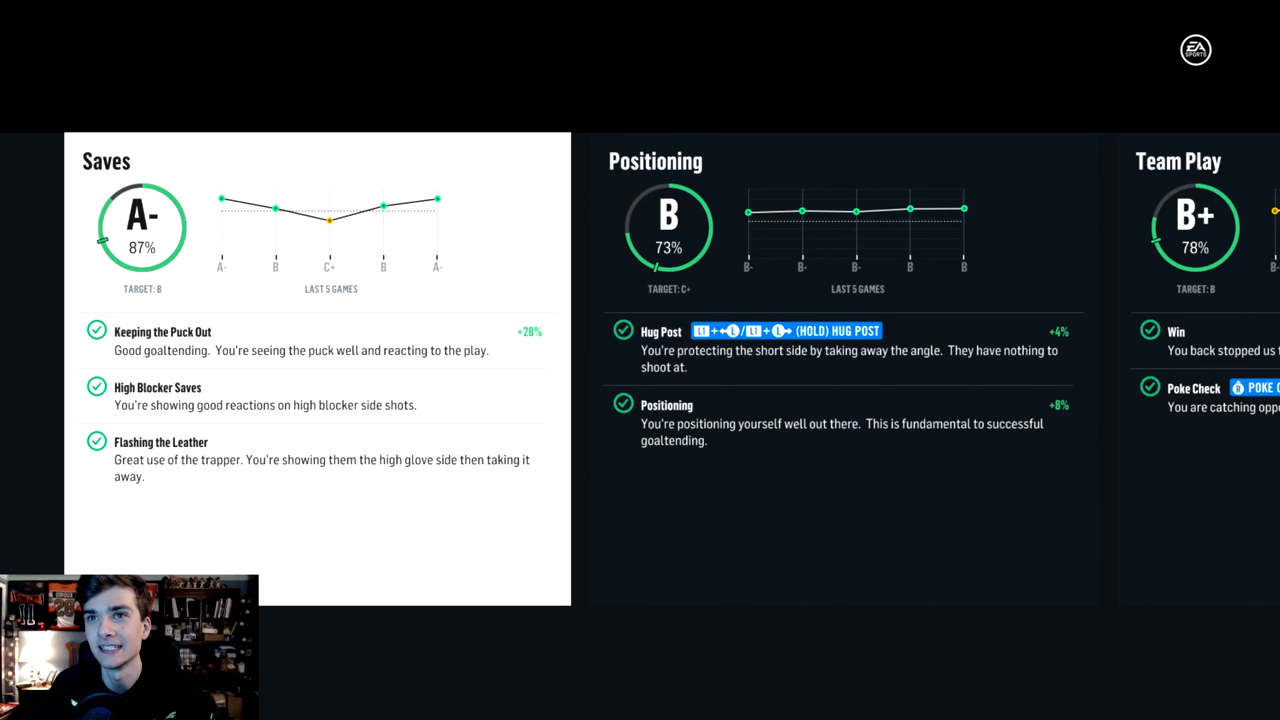 EA
SPORTS
Saves
A-
87%
TARGET: B
A-
B
C+
B
A-
LAST 5 GAMES
Keeping the Puck Out
+28%
Good goaltending. You're seeing the puck well and reacting to the play.
High Blocker Saves
You're showing good reactions on high blocker side shots.
Flashing the Leather
Great use of the trapper. You're showing them the high glove side then taking it
away.
Positioning
B
73%
TARGET: C+
B-
B-
B-
B
B
LAST 5 GAMES
Hug Post
L1 + L / L1 + L (HOLD) HUG POST
+4%
You're protecting the short side by taking away the angle. They have nothing to
shoot at.
Positioning
+8%
You're positioning yourself well out there. This is fundamental to successful
goaltending.
Team Play
B+
78%
TARGET: B
B-
Win
You back stopped us
Poke Check
R POKE
You are catching
GIROUX
28